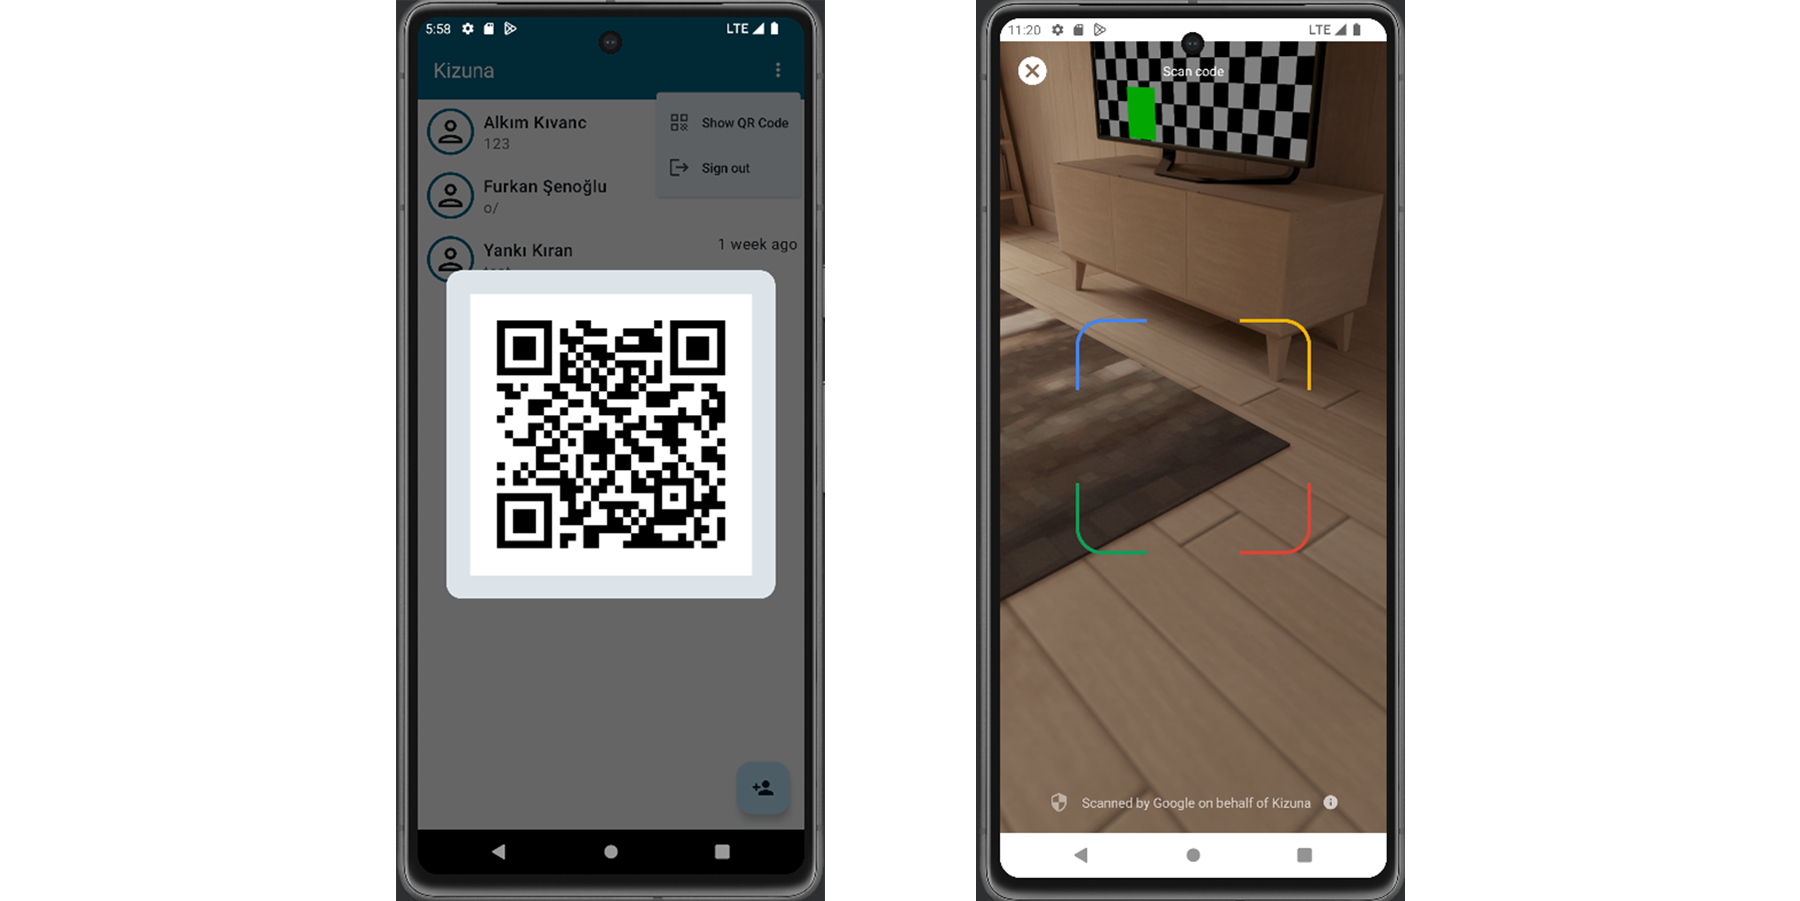 5:58 LTE
Kizuna
Alkım Kıvanc
123
Show QR Code
Sign out
Furkan Şenoğlu
o/
Yankı Kıran
1 week ago
11:20 LTE
Scan code
Scanned by Google on behalf of Kizuna